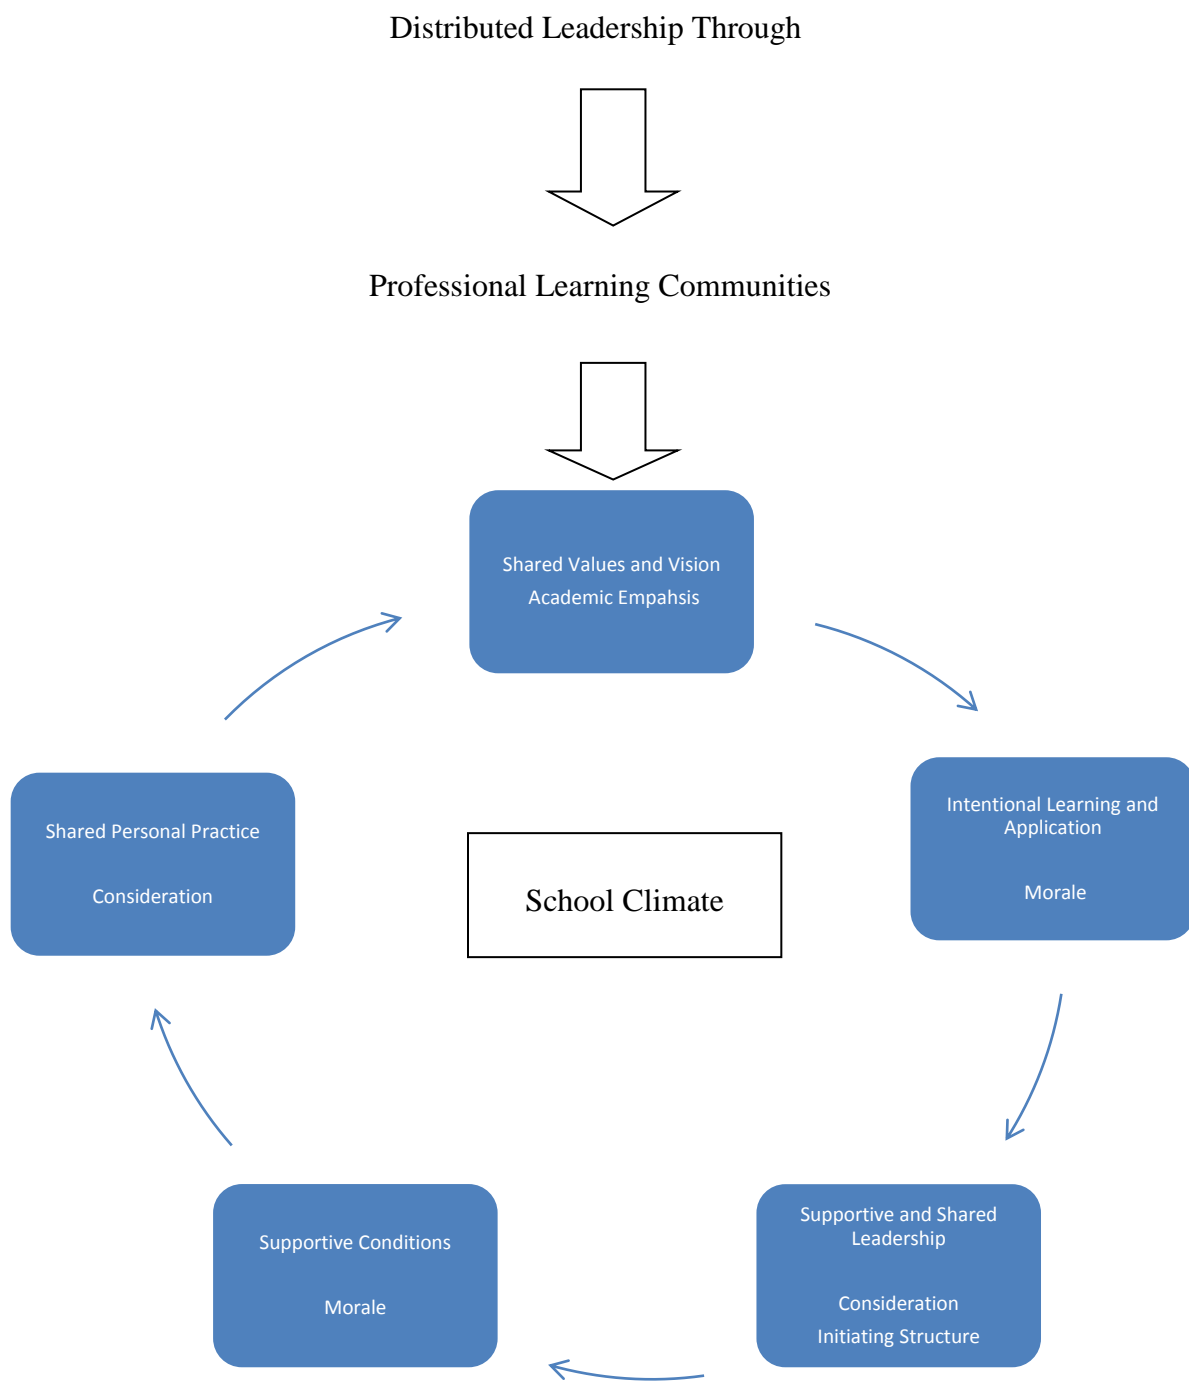 Distributed Leadership Through
Professional Learning Communities
Shared Values and Vision
Academic Empahsis
Intentional Learning and
Application
Morale
Shared Personal Practice
Consideration
School Climate
Supportive and Shared
Leadership
Consideration
Initiating Structure
Supportive Conditions
Morale